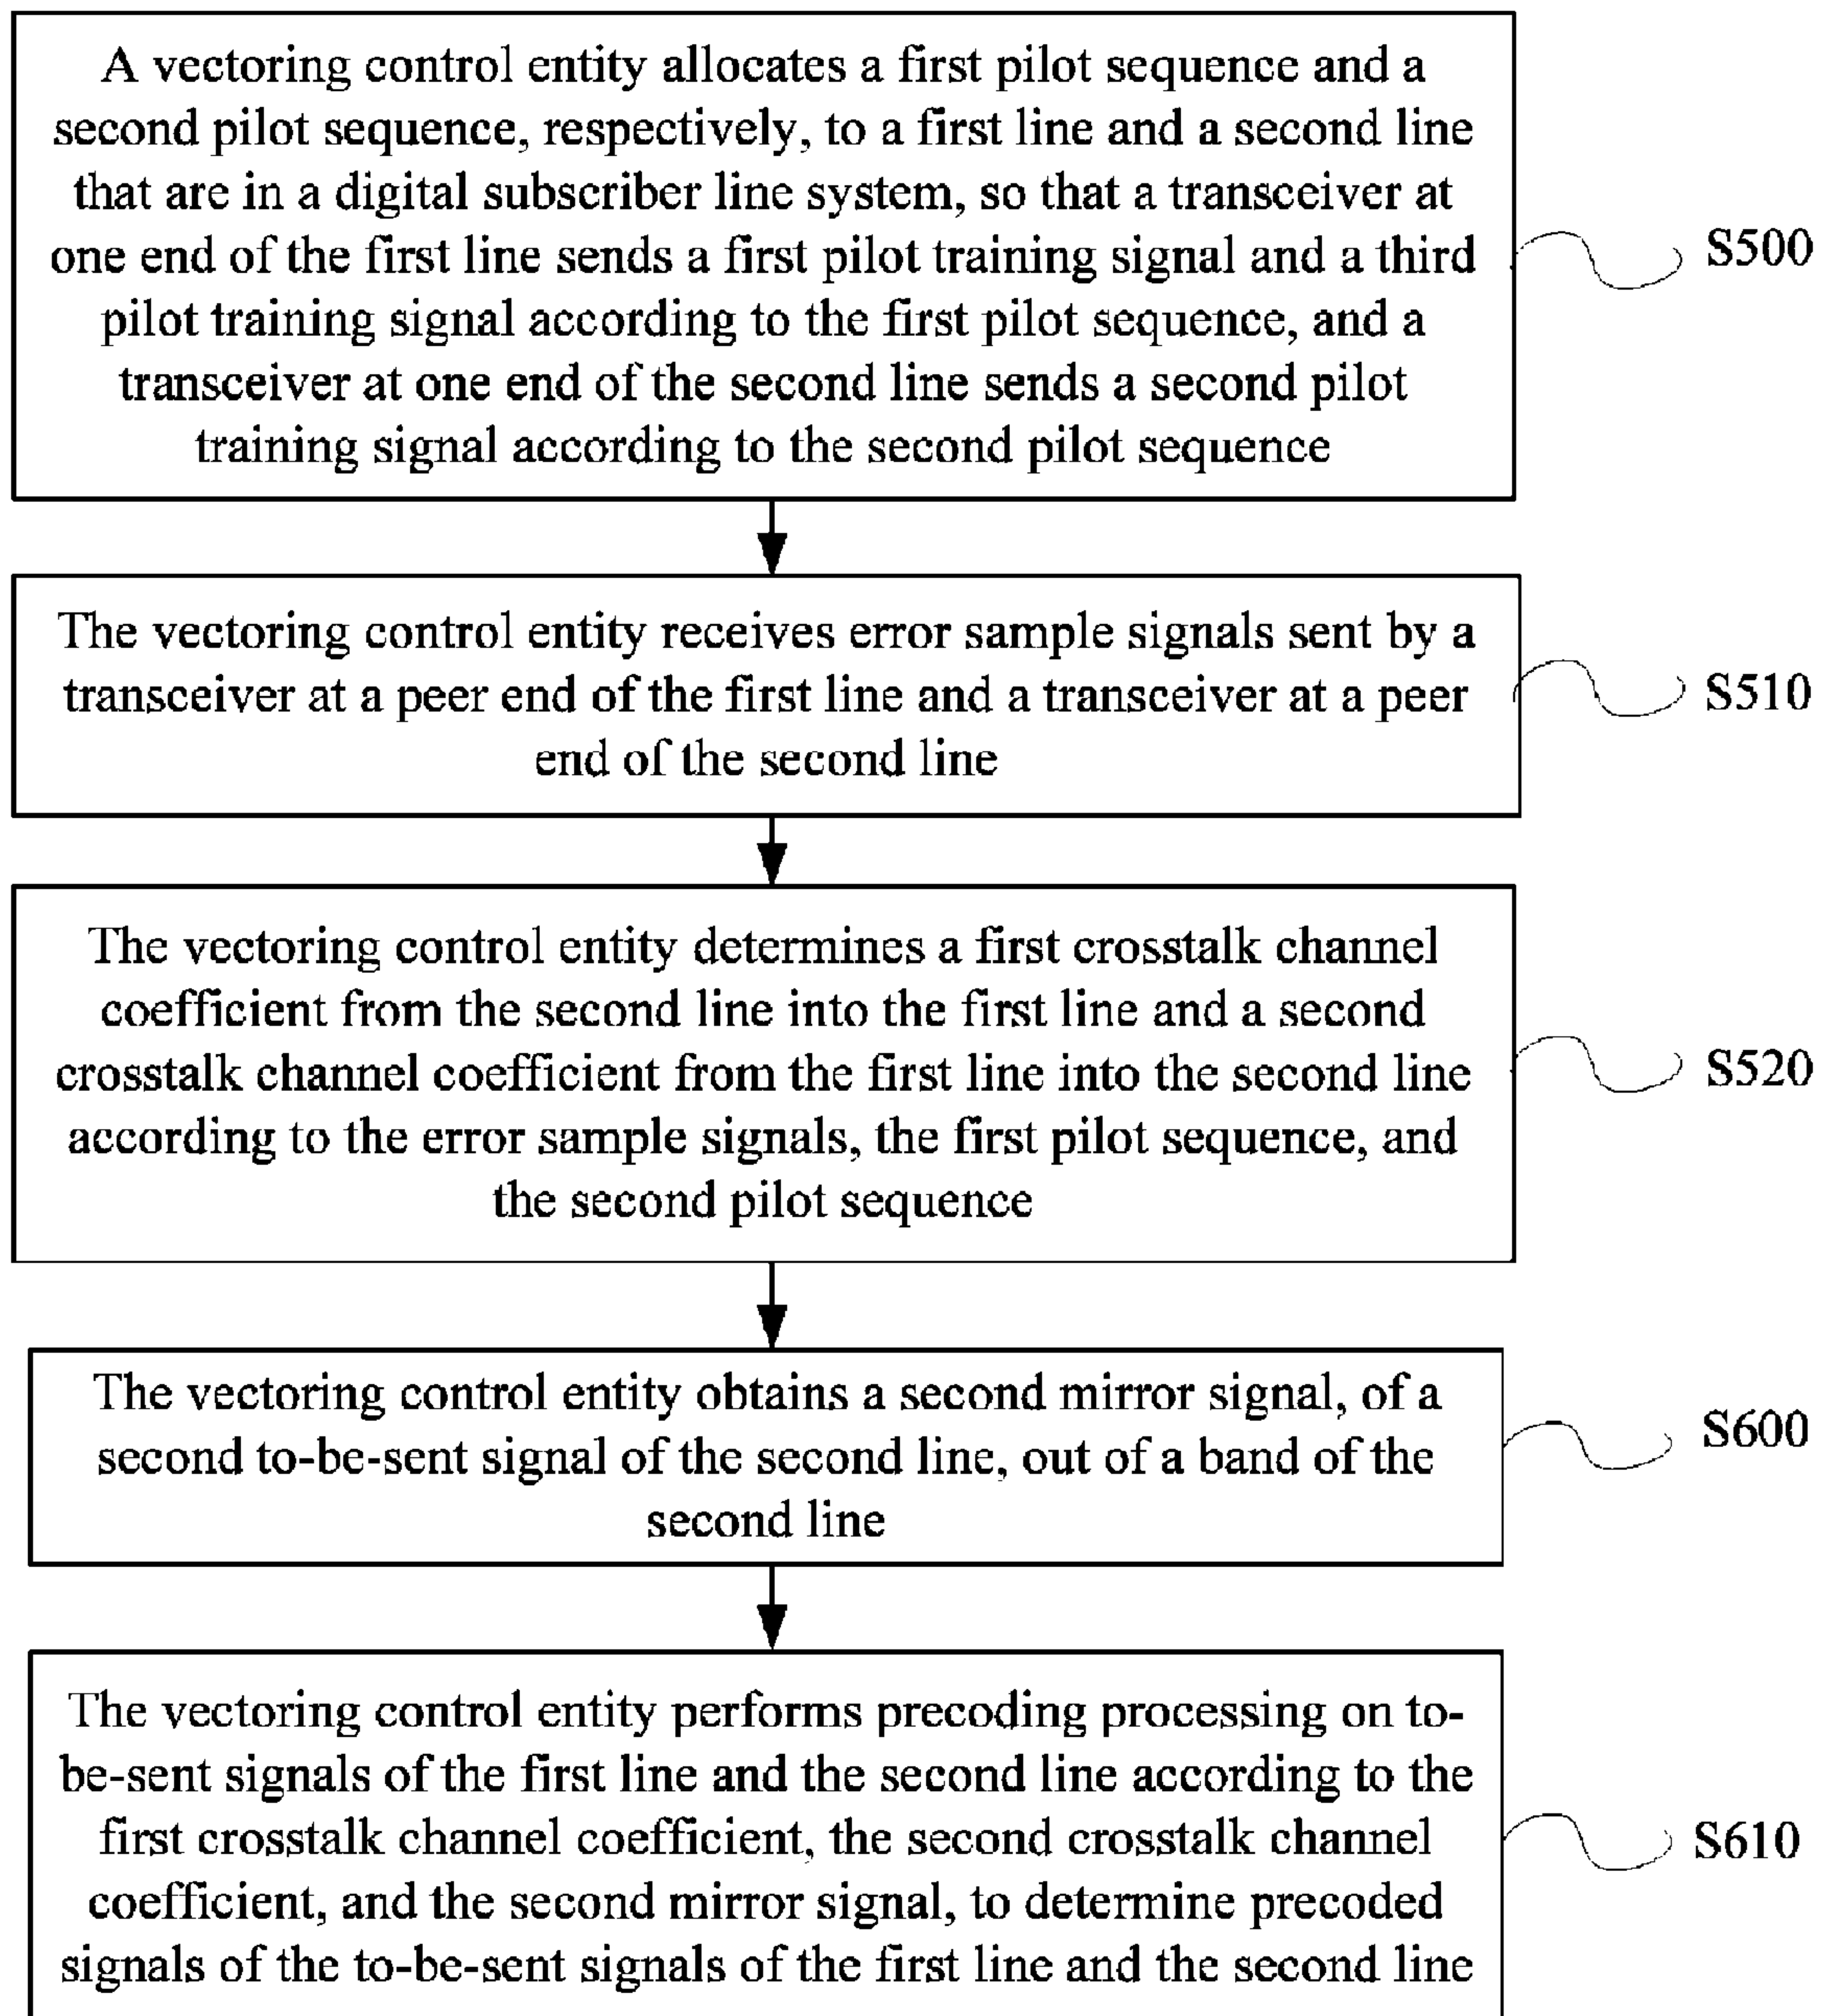 A vectoring control entity allocates a first pilot sequence and a
second pilot sequence, respectively, to a first line and a second line
that are in a digital subscriber line system, so that a transceiver at
one end of the first line sends a first pilot training signal and a third
pilot training signal according to the first pilot sequence, and a
transceiver at one end of the second line sends a second pilot
training signal according to the second pilot sequence
S500
The vectoring control entity receives error sample signals sent by a
transceiver at a peer end of the first line and a transceiver at a peer
end of the second line
S510
The vectoring control entity determines a first crosstalk channel
coefficient from the second line into the first line and a second
crosstalk channel coefficient from the first line into the second line
according to the error sample signals, the first pilot sequence, and
the second pilot sequence
S520
The vectoring control entity obtains a second mirror signal, of a
second to-be-sent signal of the second line, out of a band of the
second line
S600
The vectoring control entity performs precoding processing on to-
be-sent signals of the first line and the second line according to the
first crosstalk channel coefficient, the second crosstalk channel
coefficient, and the second mirror signal, to determine precoded
signals of the to-be-sent signals of the first line and the second line
S610